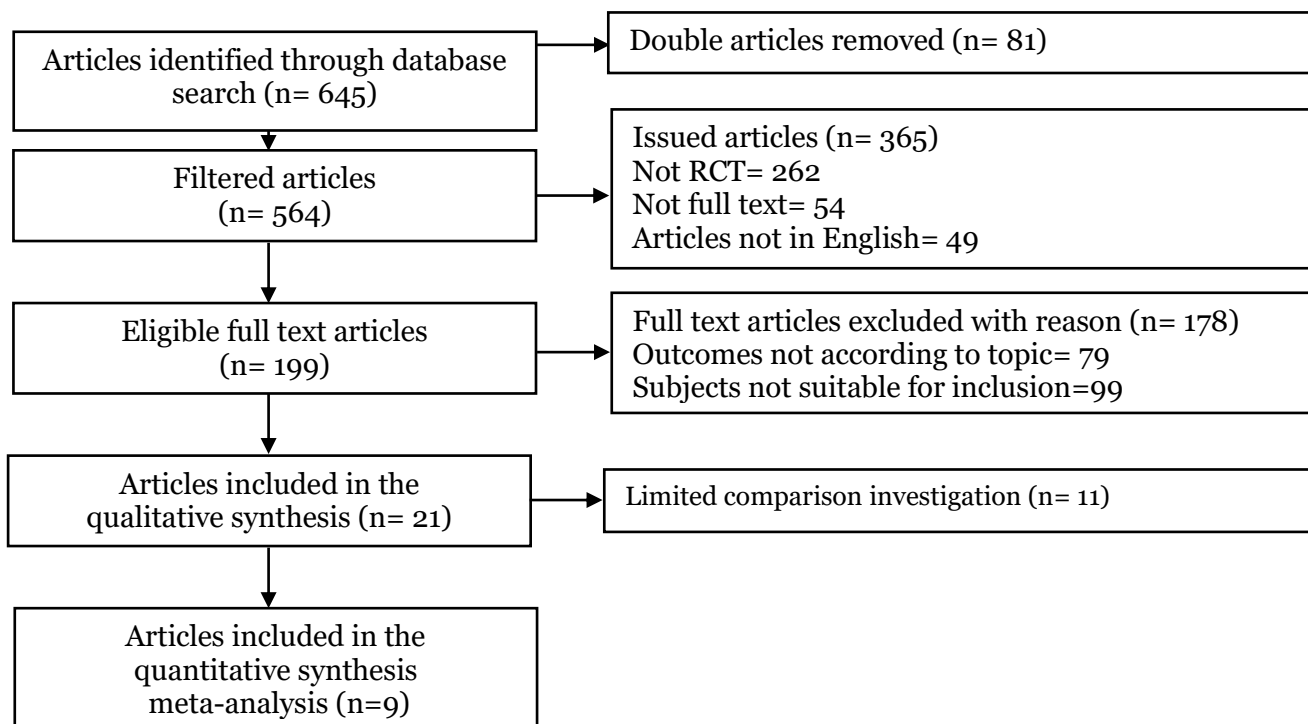 Articles identified through database
search (n= 645)
Double articles removed (n= 81)
Filtered articles
(n= 564)
Issued articles (n= 365)
Not RCT= 262
Not full text= 54
Articles not in English= 49
Eligible full text articles
(n= 199)
Full text articles excluded with reason (n= 178)
Outcomes not according to topic= 79
Subjects not suitable for inclusion=99
Articles included in the
qualitative synthesis (n= 21)
Limited comparison investigation (n= 11)
Articles included in the
quantitative synthesis
meta-analysis (n=9)